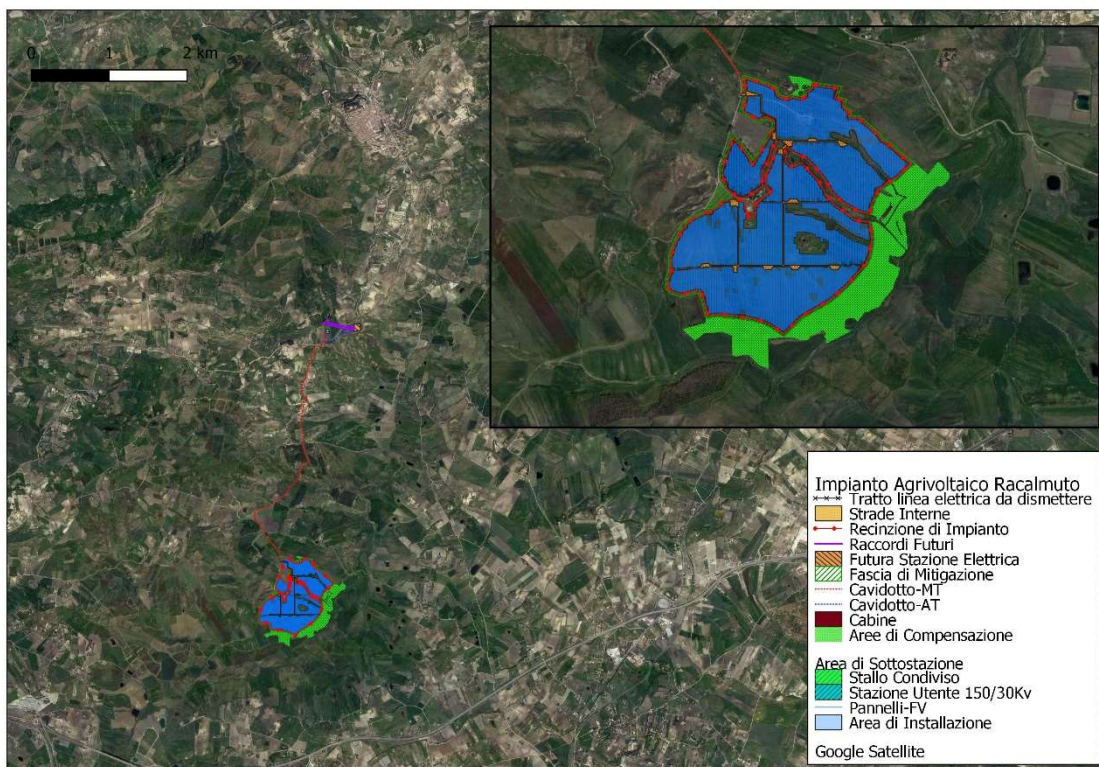 0 1 2 km
Impianto Agrivoltaico Racalmuto
Tratto linea elettrica da dismettere
Strade Interne
Recinzione di Impianto
Raccordi Futuri
Futura Stazione Elettrica
Fascia di Mitigazione
Cavidotto-MT
Cavidotto-AT
Cabine
Aree di Compensazione
Area di Sottostazione
Stallo Condiviso
Stazione Utente 150/30Kv
Pannelli-FV
Area di Installazione
Google Satellite